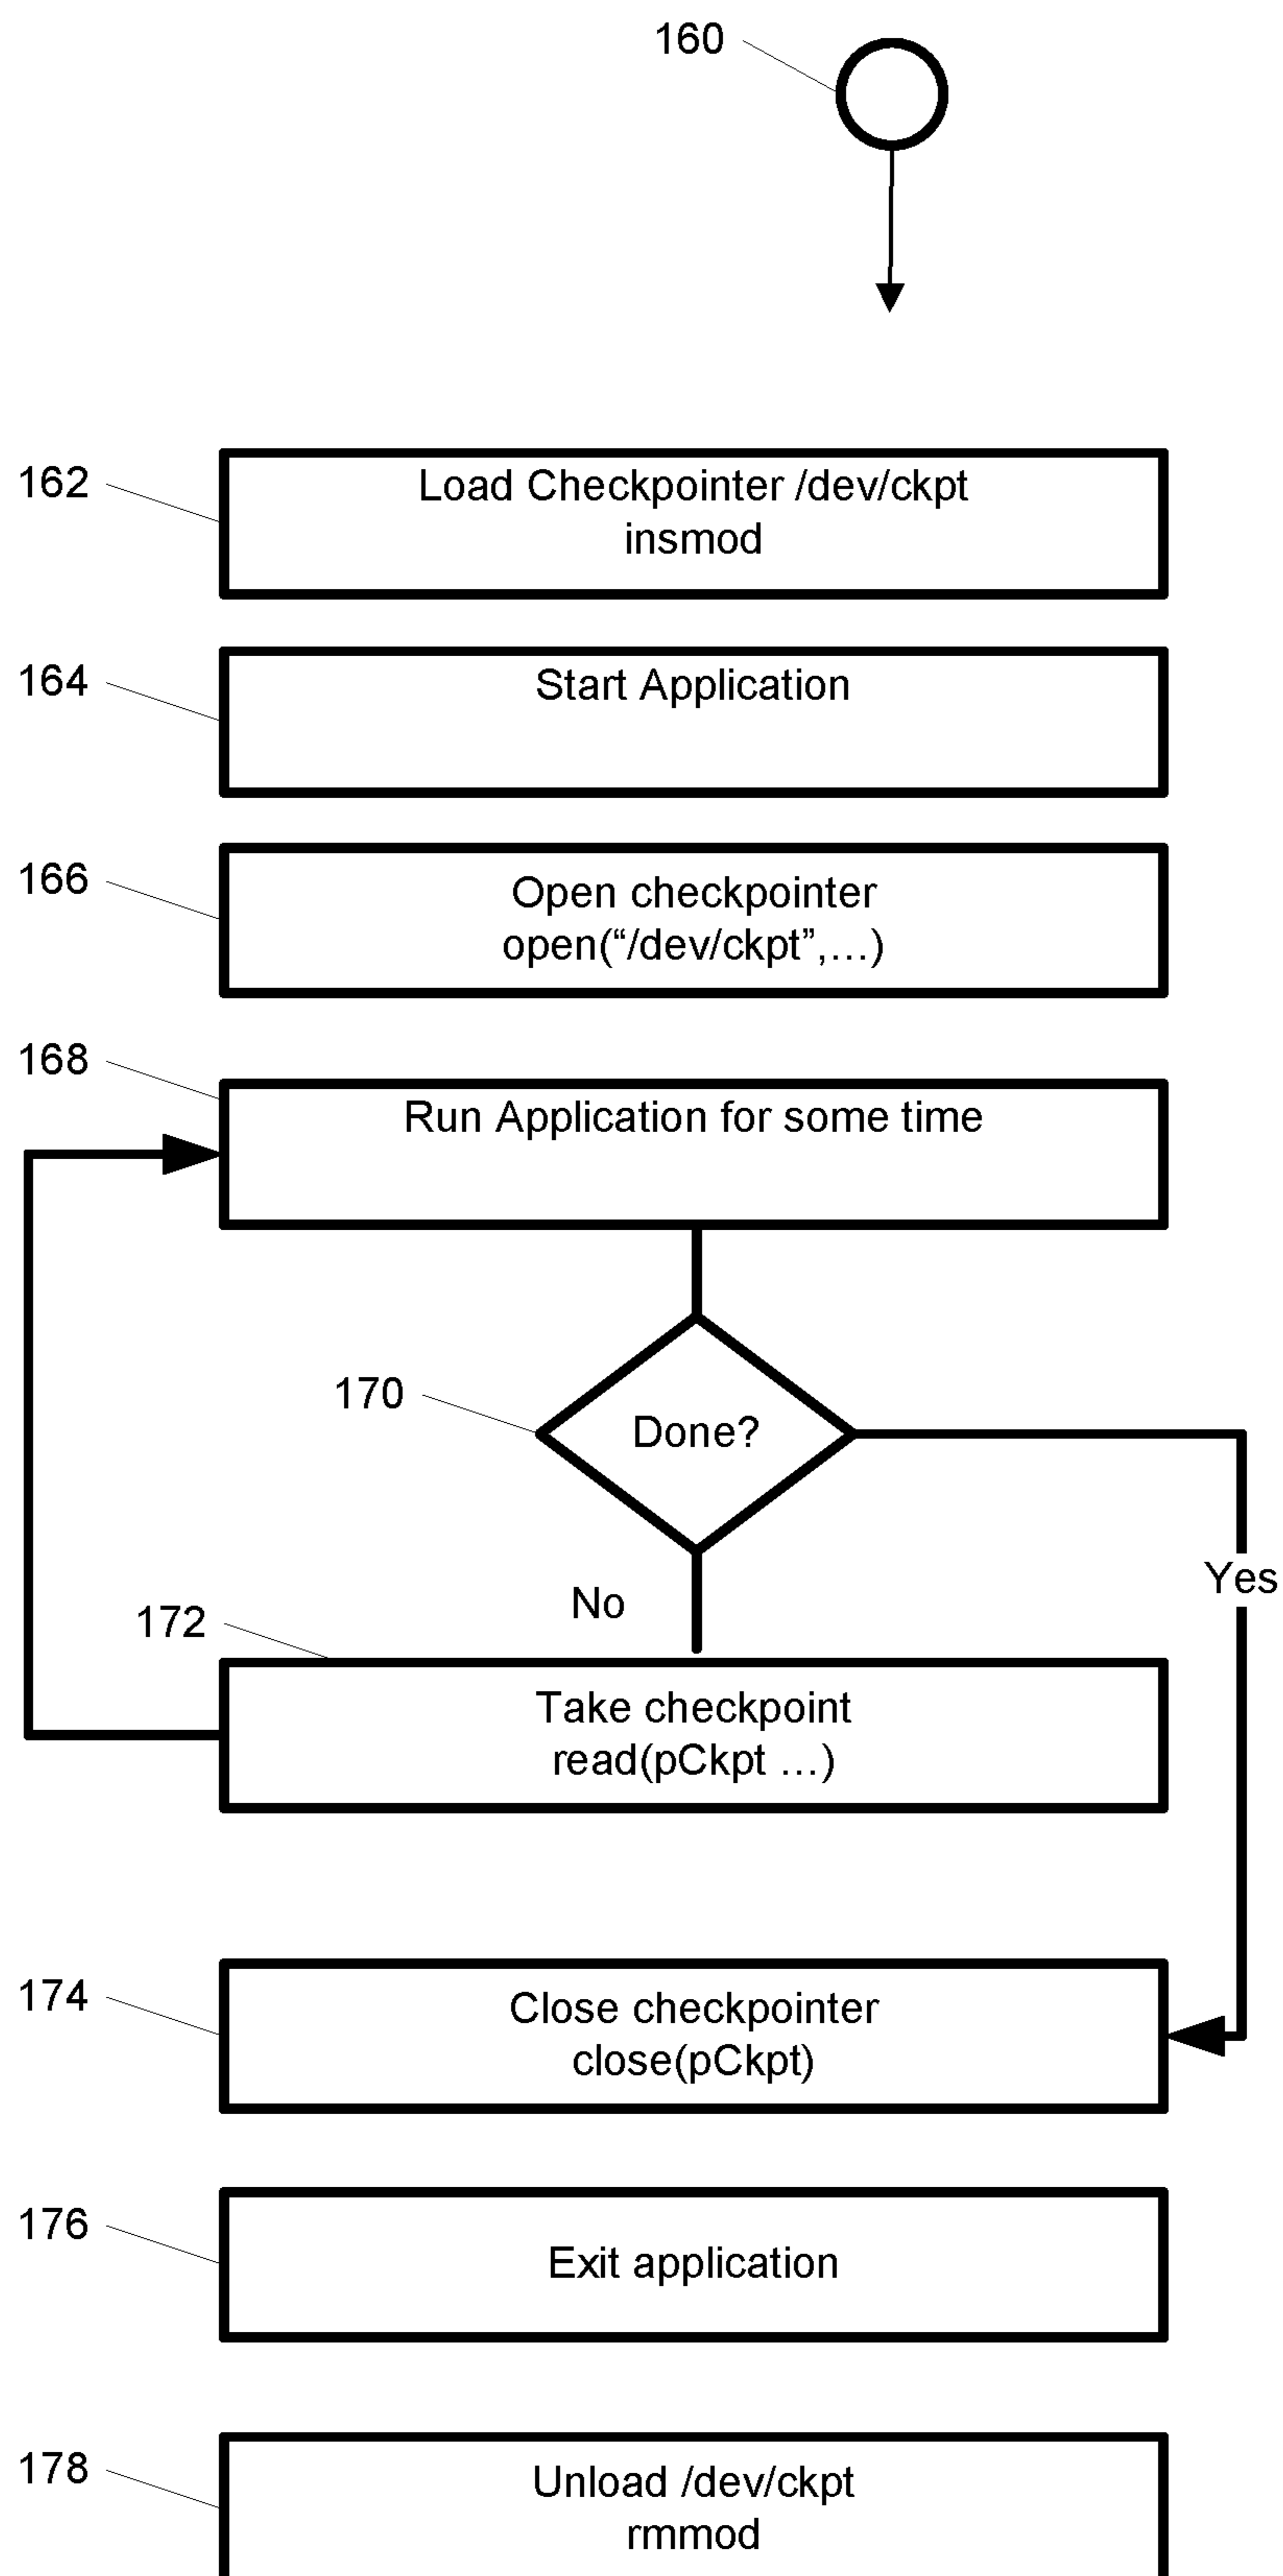 160
162
Load Checkpointer /dev/ckpt
insmod
164
Start Application
166
Open checkpointer
open(“/dev/ckpt”,…)
168
Run Application for some time
170
Done?
No
Yes
172
Take checkpoint
read(pCkpt …)
174
Close checkpointer
close(pCkpt)
176
Exit application
178
Unload /dev/ckpt
rmmod